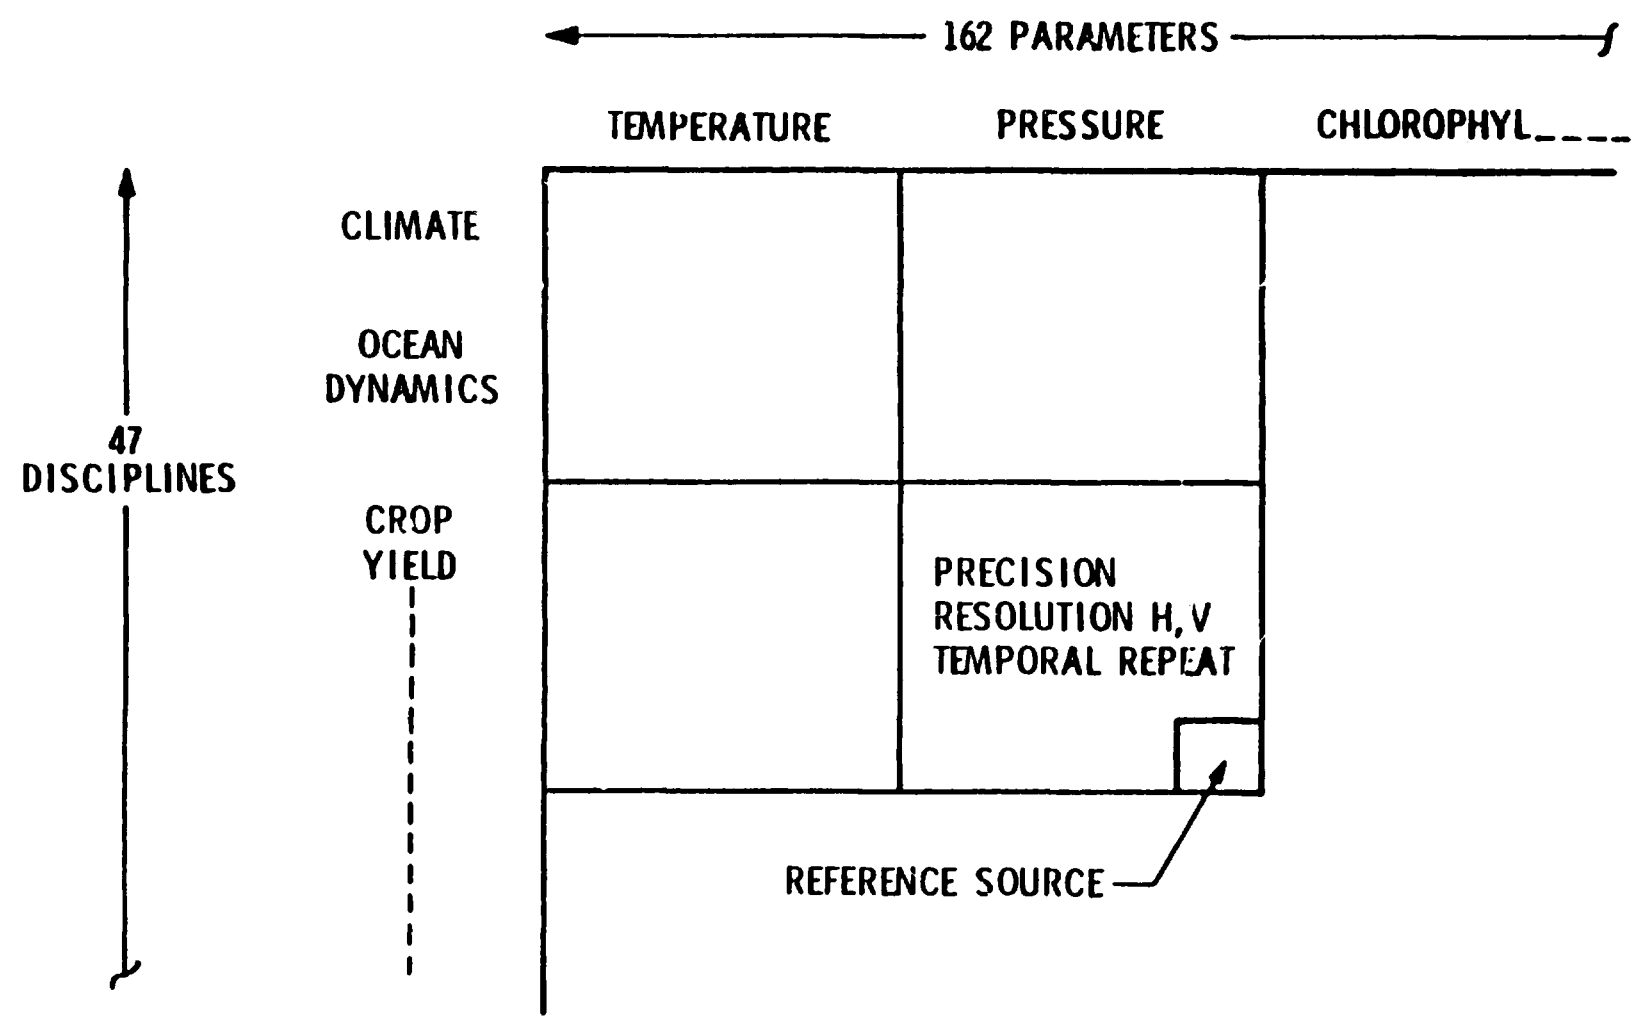 162 PARAMETERS
TEMPERATURE PRESSURE CHLOROPHYL
CLIMATE
OCEAN
DYNAMICS
47
DISCIPLINES
CROP
YIELD
PRECISION
RESOLUTION H, V
TEMPORAL REPEAT
REFERENCE SOURCE